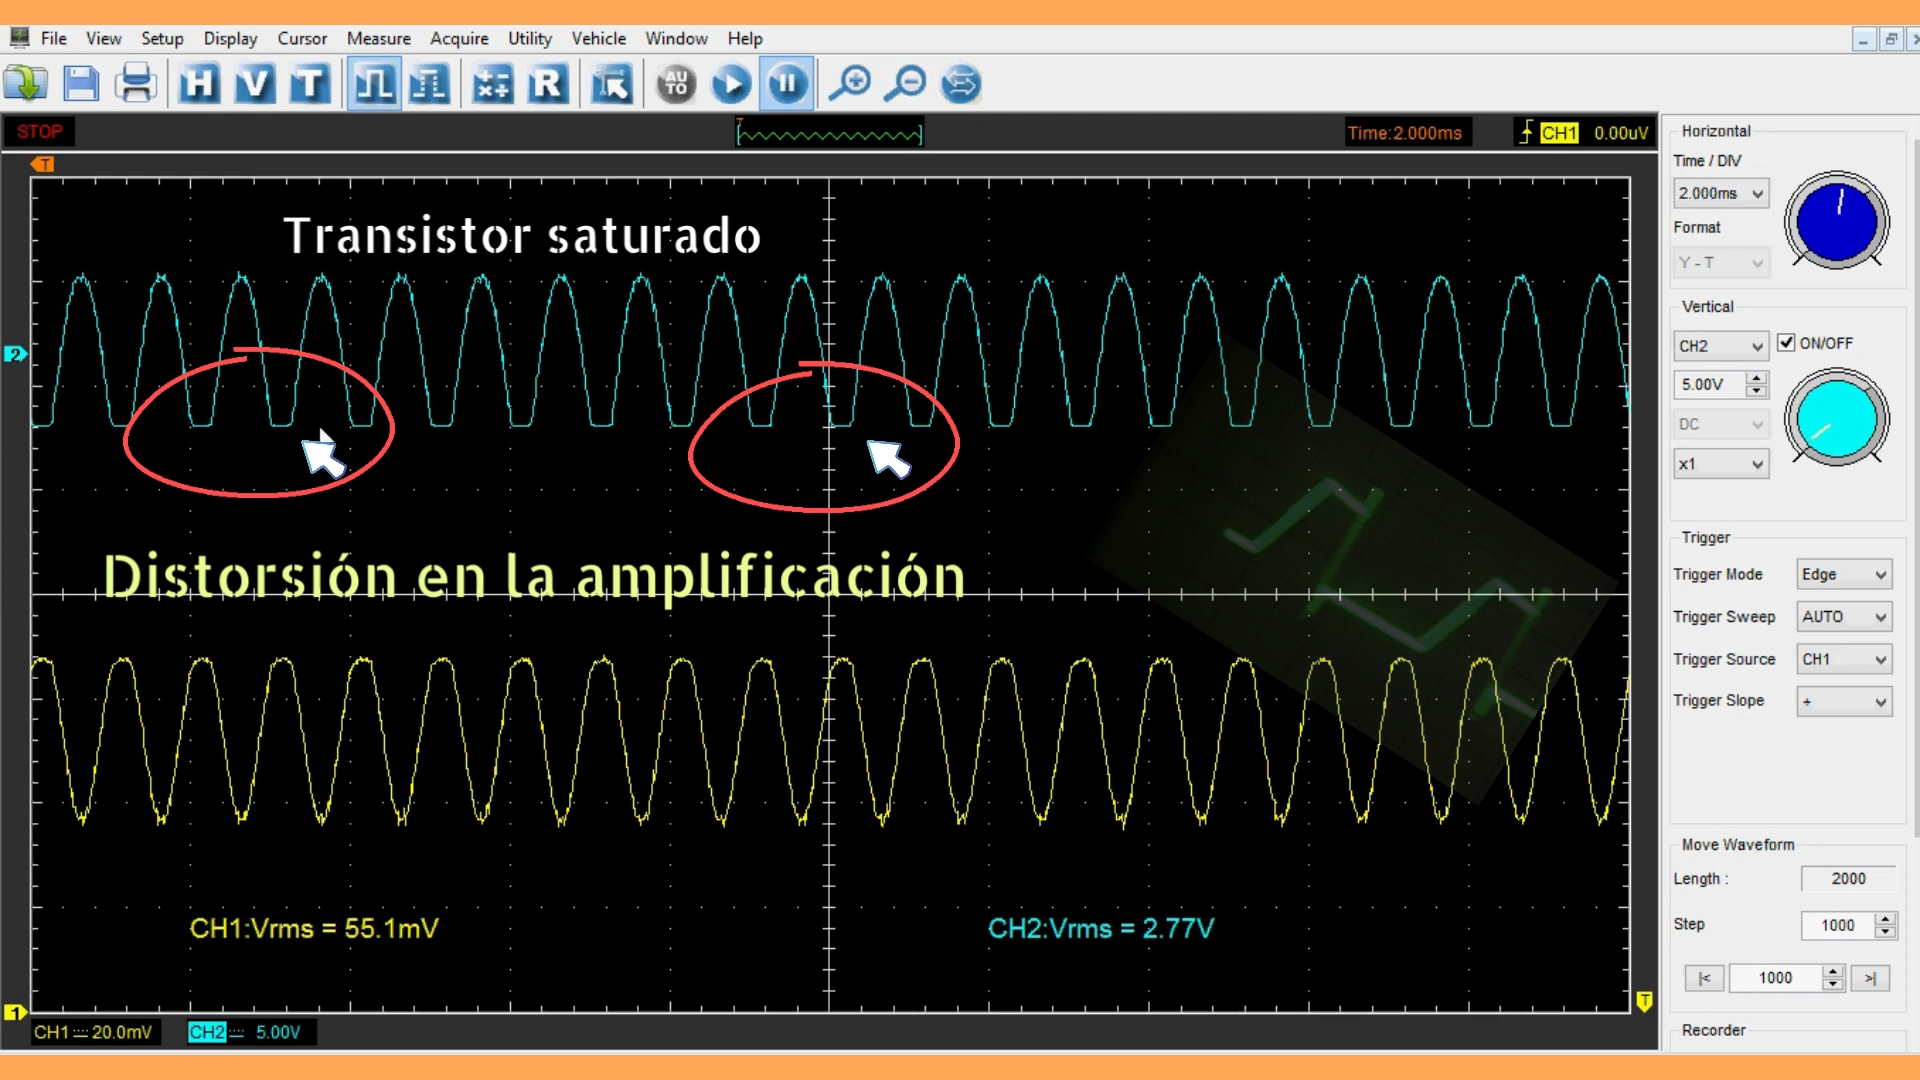 File View Setup Display Cursor Measure Acquire Utility Vehicle Window Help
H V T R AUTO
STOP
T
Time:2.000ms
CH1 0.00uV
T
Transistor saturado
2
Distorsión en la amplificación
CH1:Vrms = 55.1mV
CH2:Vrms = 2.77V
1
T
CH1 20.0mV
CH2 5.00V
Horizontal
Time / DIV
2.000ms
Format
Y - T
Vertical
CH2 ON/OFF
5.00V
DC
x1
Trigger
Trigger Mode Edge
Trigger Sweep AUTO
Trigger Source CH1
Trigger Slope +
Move Waveform
Length : 2000
Step 1000
|< 1000 >|
Recorder